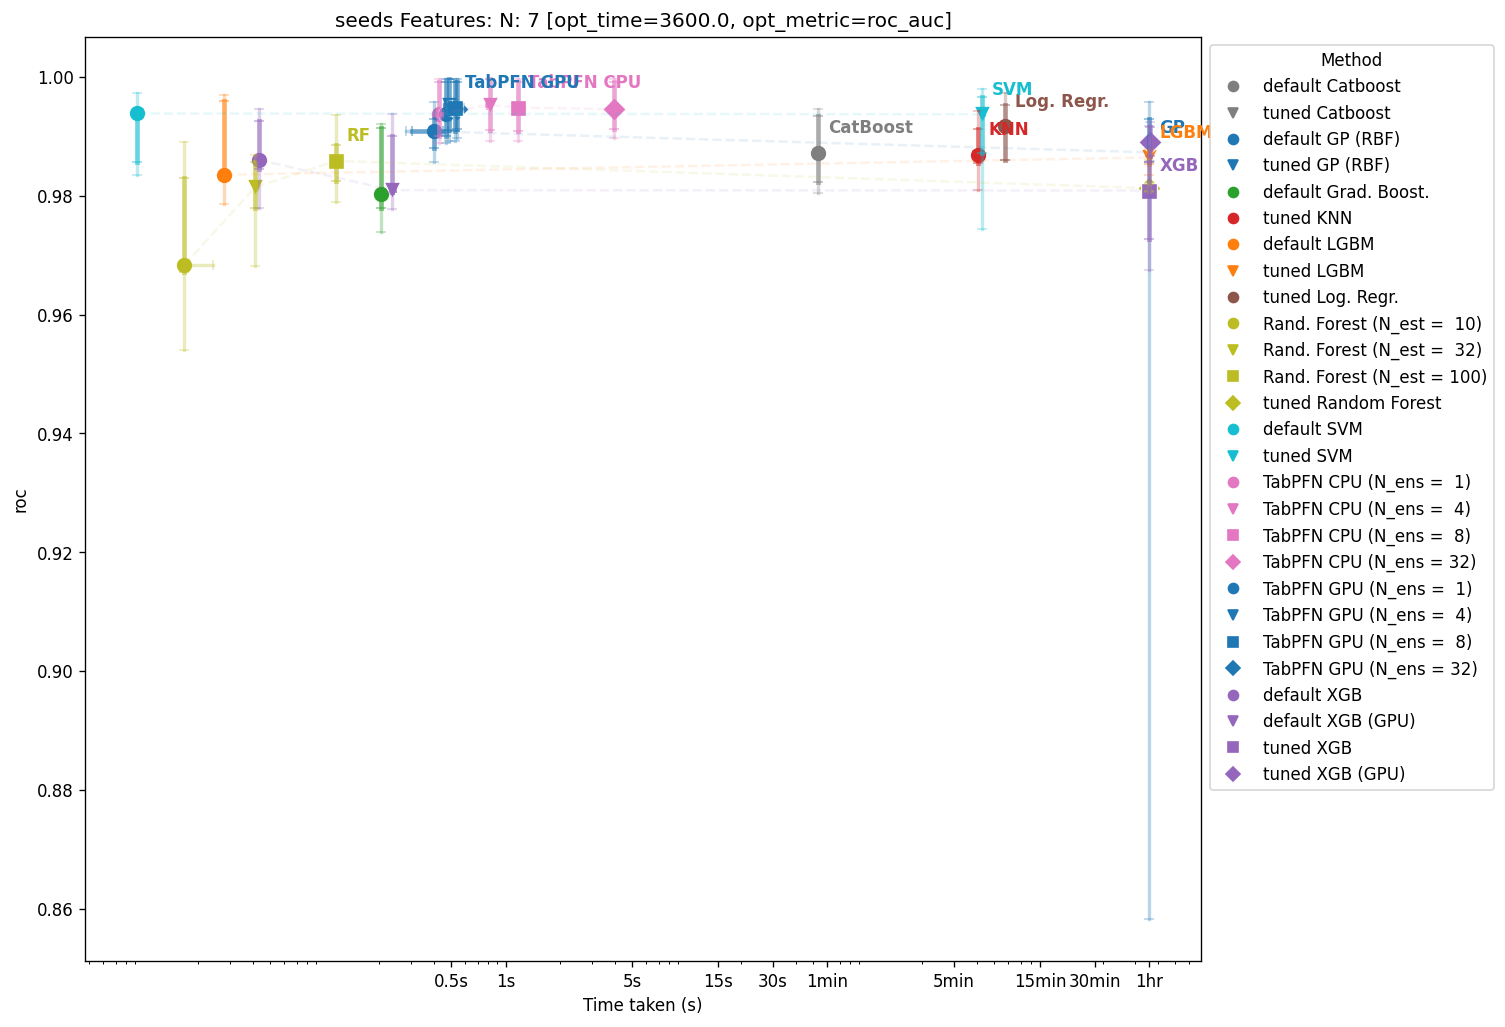 seeds Features: N: 7 [opt_time=3600.0, opt_metric=roc_auc]
roc
1.00
0.98
0.96
0.94
0.92
0.90
0.88
0.86
RF
TabPFN GPU
TabPFN CPU
CatBoost
SVM
Log. Regr.
KNN
GP
LGBM
XGB
0.5s 1s 5s 15s 30s 1min 5min 15min 30min 1hr
Time taken (s)
Method
default Catboost
tuned Catboost
default GP (RBF)
tuned GP (RBF)
default Grad. Boost.
tuned KNN
default LGBM
tuned LGBM
tuned Log. Regr.
Rand. Forest (N_est =  10)
Rand. Forest (N_est =  32)
Rand. Forest (N_est = 100)
tuned Random Forest
default SVM
tuned SVM
TabPFN CPU (N_ens =  1)
TabPFN CPU (N_ens =  4)
TabPFN CPU (N_ens =  8)
TabPFN CPU (N_ens = 32)
TabPFN GPU (N_ens =  1)
TabPFN GPU (N_ens =  4)
TabPFN GPU (N_ens =  8)
TabPFN GPU (N_ens = 32)
default XGB
default XGB (GPU)
tuned XGB
tuned XGB (GPU)